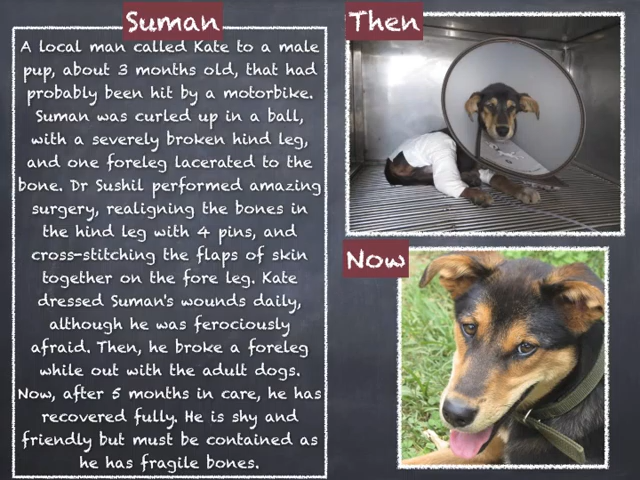 Suman
A local man called Kate to a male
pup, about 3 months old, that had
probably been hit by a motorbike.
Suman was curled up in a ball,
with a severely broken hind leg,
and one foreleg lacerated to the
bone. Dr Sushil performed amazing
surgery, realigning the bones in
the hind leg with 4 pins, and
cross-stitching the flaps of skin
together on the fore leg. Kate
dressed Suman's wounds daily,
although he was ferociously
afraid. Then, he broke a foreleg
while out with the adult dogs.
Now, after 5 months in care, he has
recovered fully. He is shy and
friendly but must be contained as
he has fragile bones.
Then
Now